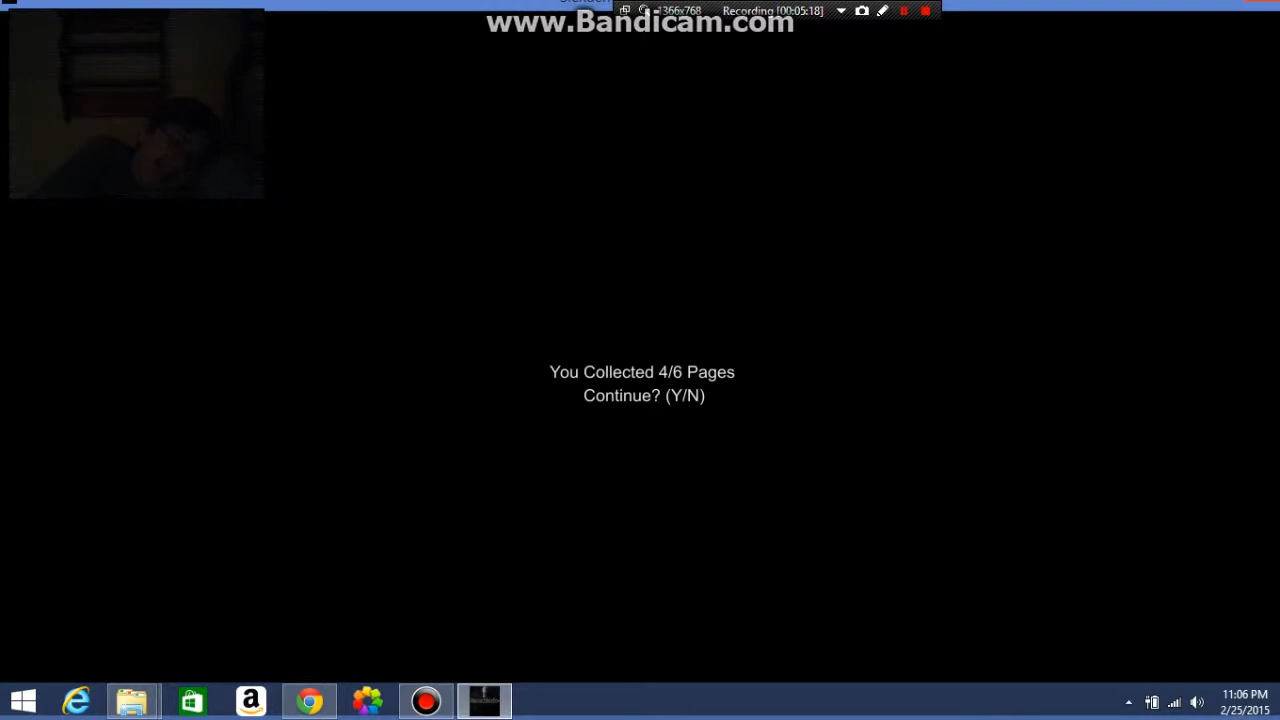 1366x768 Recording [00:05:18]
www.Bandicam.com
You Collected 4/6 Pages
Continue? (Y/N)
11:06 PM
2/25/2015